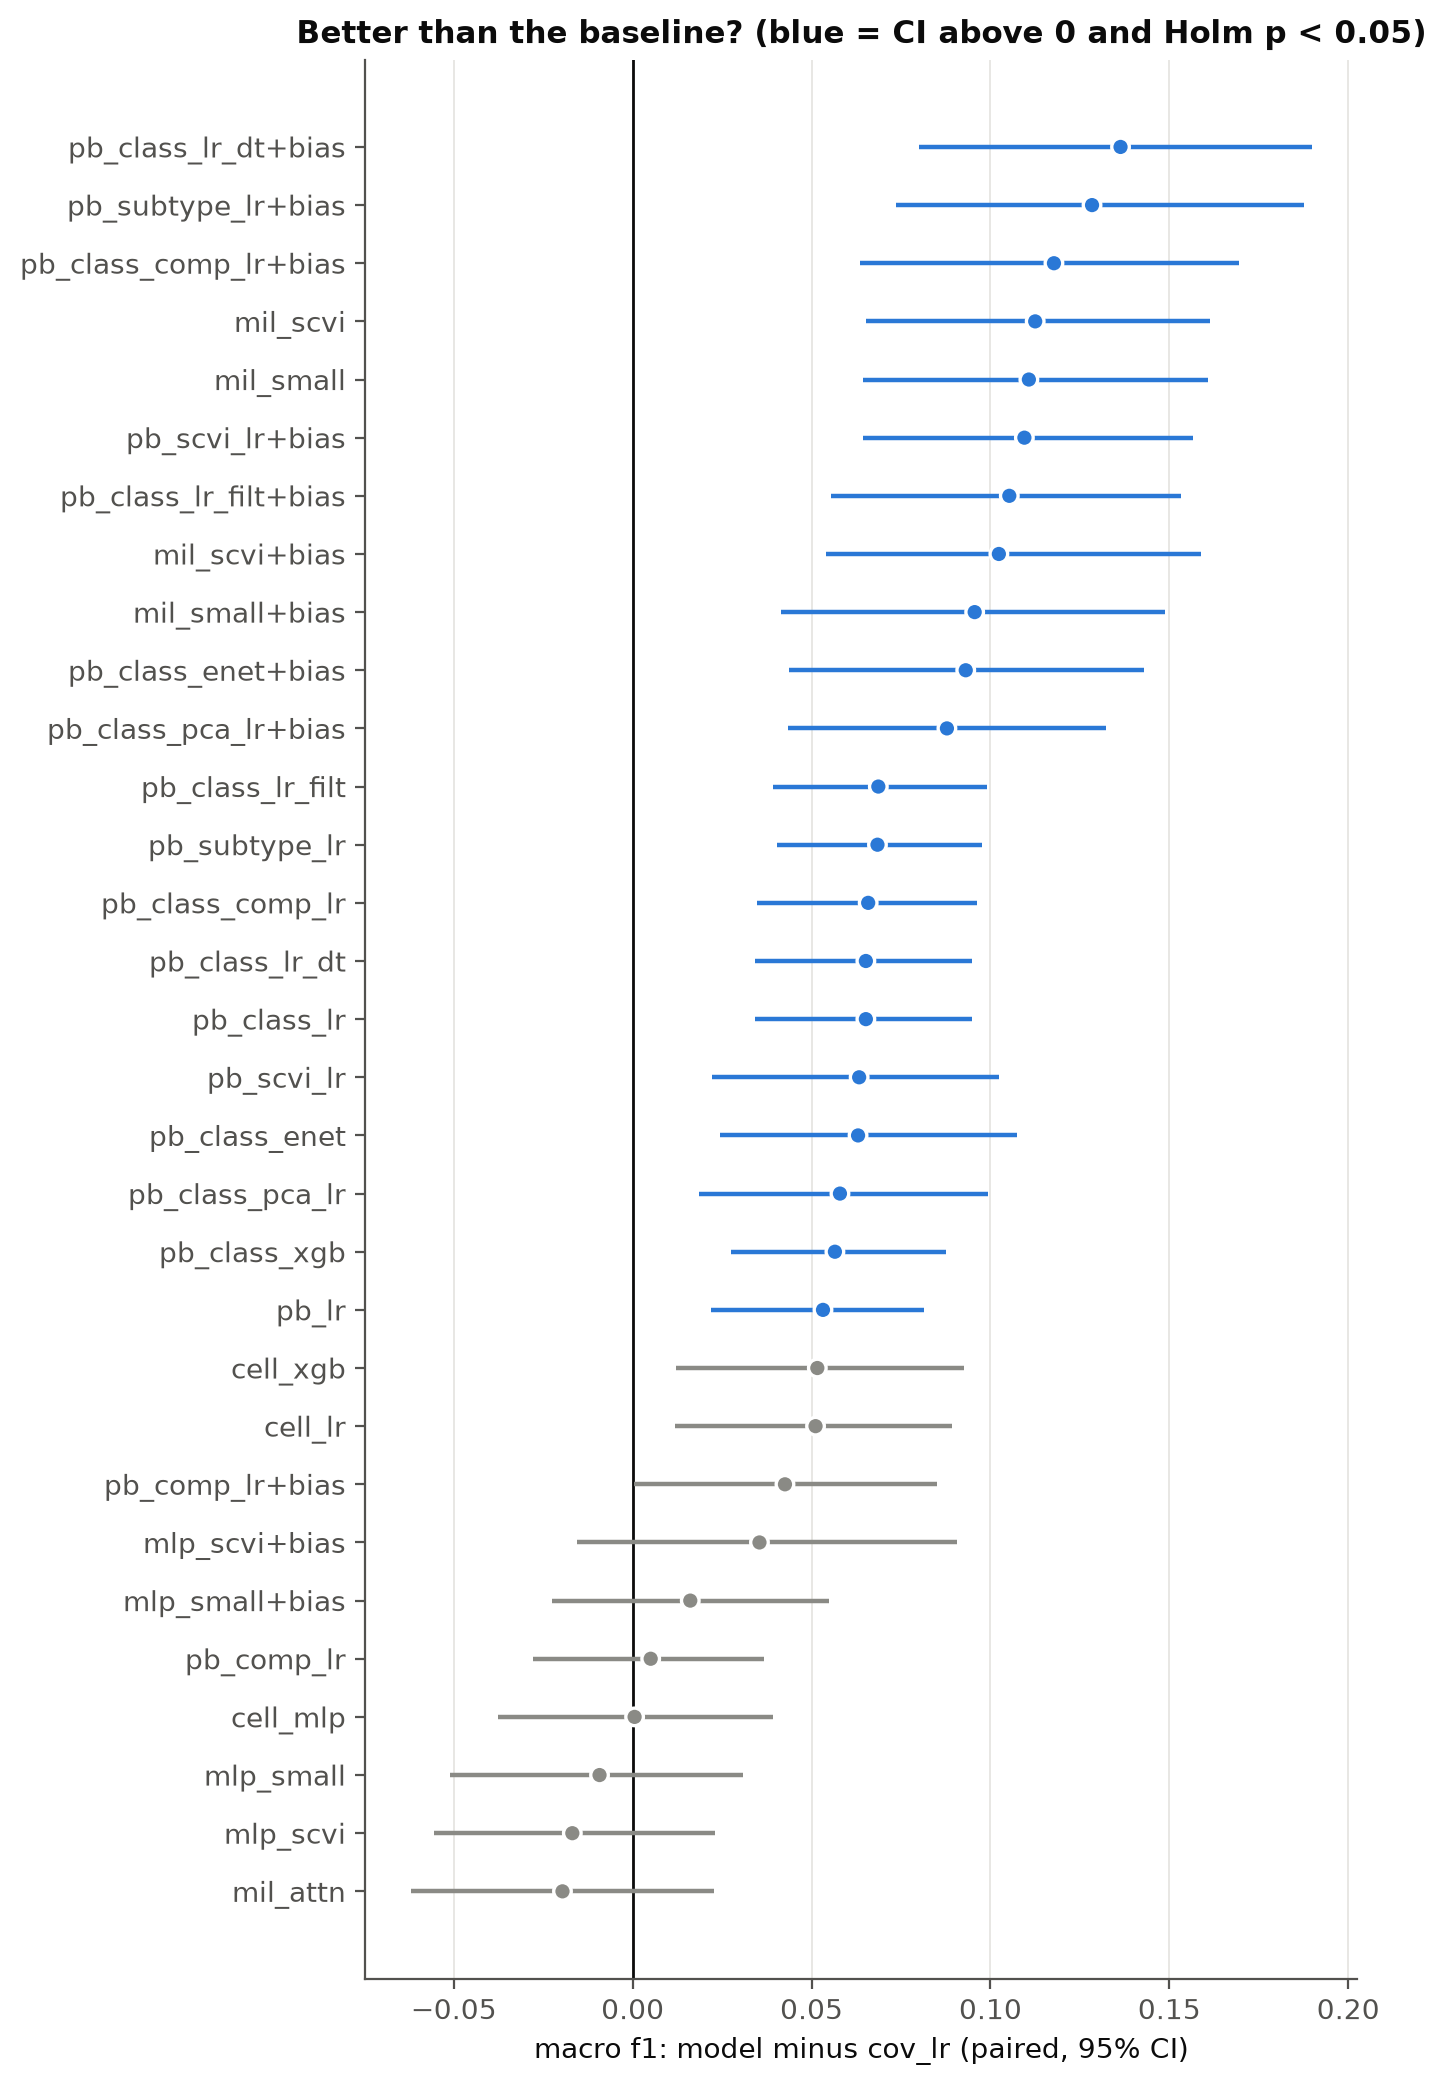 Better than the baseline? (blue = CI above 0 and Holm p < 0.05)
pb_class_lr_dt+bias
pb_subtype_lr+bias
pb_class_comp_lr+bias
mil_scvi
mil_small
pb_scvi_lr+bias
pb_class_lr_filt+bias
mil_scvi+bias
mil_small+bias
pb_class_enet+bias
pb_class_pca_lr+bias
pb_class_lr_filt
pb_subtype_lr
pb_class_comp_lr
pb_class_lr_dt
pb_class_lr
pb_scvi_lr
pb_class_enet
pb_class_pca_lr
pb_class_xgb
pb_lr
cell_xgb
cell_lr
pb_comp_lr+bias
mlp_scvi+bias
mlp_small+bias
pb_comp_lr
cell_mlp
mlp_small
mlp_scvi
mil_attn
−0.05 0.00 0.05 0.10 0.15 0.20
macro f1: model minus cov_lr (paired, 95% CI)